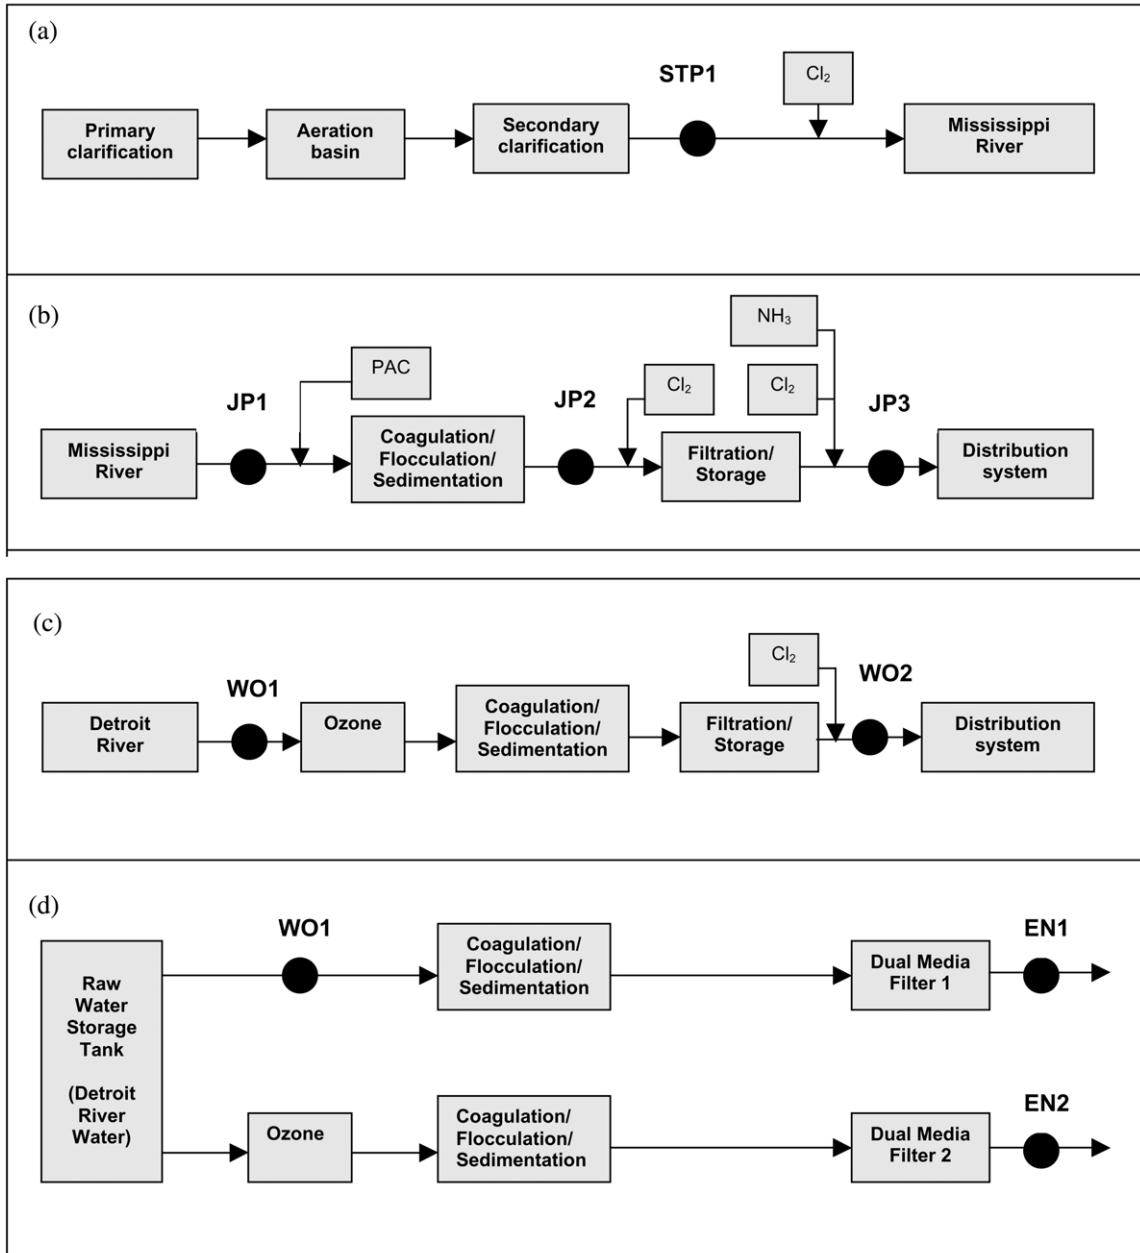 (a)
STP1
Cl₂
Primary
clarification
Aeration
basin
Secondary
clarification
Mississippi
River
(b)
NH₃
PAC
Cl₂
Cl₂
JP1
JP2
JP3
Mississippi
River
Coagulation/
Flocculation/
Sedimentation
Filtration/
Storage
Distribution
system
(c)
Cl₂
WO1
WO2
Detroit
River
Ozone
Coagulation/
Flocculation/
Sedimentation
Filtration/
Storage
Distribution
system
(d)
WO1
EN1
Raw
Water
Storage
Tank
(Detroit
River
Water)
Coagulation/
Flocculation/
Sedimentation
Dual Media
Filter 1
EN2
Ozone
Coagulation/
Flocculation/
Sedimentation
Dual Media
Filter 2